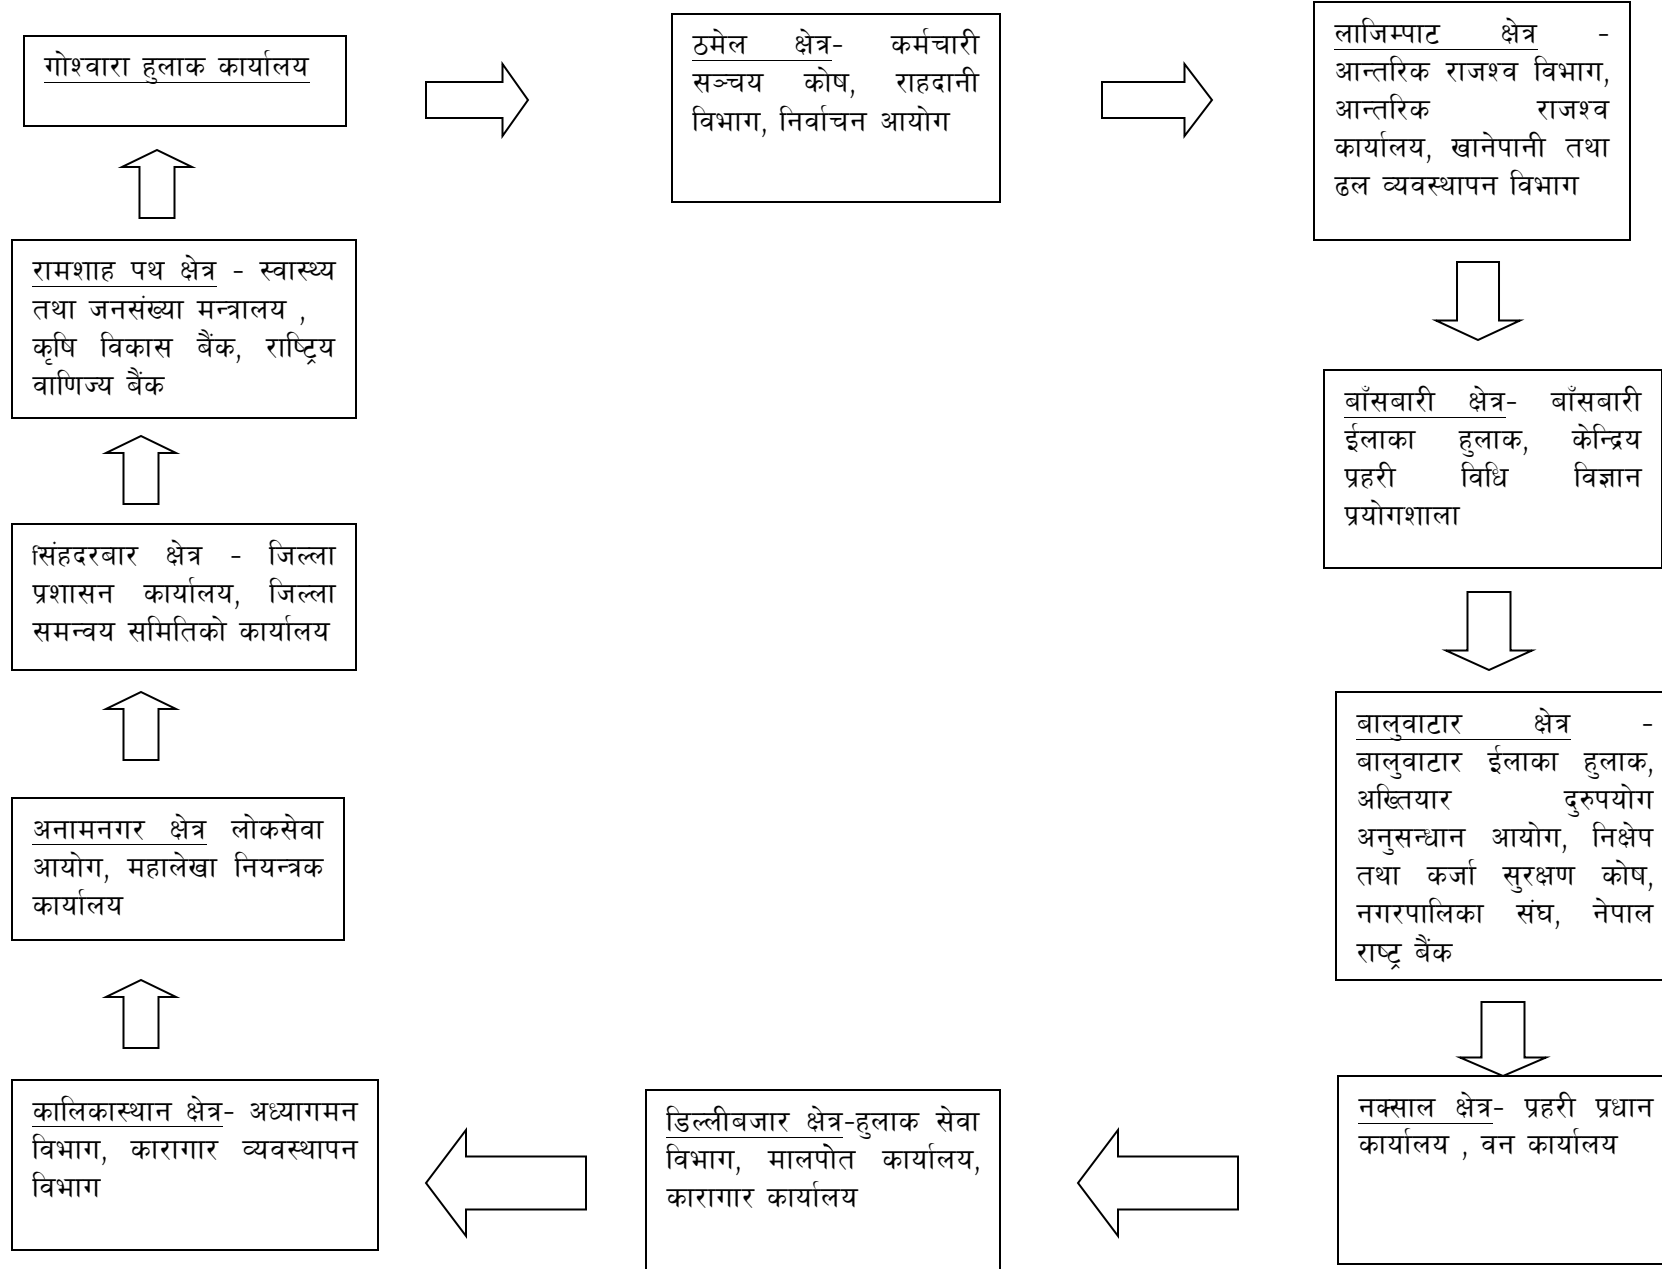 गोश्वारा हुलाक कार्यालय
ठमेल क्षेत्र- कर्मचारी
सञ्चय कोष, राहदानी
विभाग, निर्वाचन आयोग
लाजिम्पाट क्षेत्र -
आन्तरिक राजश्व विभाग,
आन्तरिक राजश्व
कार्यालय, खानेपानी तथा
ढल व्यवस्थापन विभाग
बाँसबारी क्षेत्र- बाँसबारी
ईलाका हुलाक, केन्द्रिय
प्रहरी विधि विज्ञान
प्रयोगशाला
बालुवाटार क्षेत्र -
बालुवाटार ईलाका हुलाक,
अख्तियार दुरुपयोग
अनुसन्धान आयोग, निक्षेप
तथा कर्जा सुरक्षण कोष,
नगरपालिका संघ, नेपाल
राष्ट्र बैंक
नक्साल क्षेत्र- प्रहरी प्रधान
कार्यालय , वन कार्यालय
डिल्लीबजार क्षेत्र-हुलाक सेवा
विभाग, मालपोत कार्यालय,
कारागार कार्यालय
कालिकास्थान क्षेत्र- अध्यागमन
विभाग, कारागार व्यवस्थापन
विभाग
अनामनगर क्षेत्र लोकसेवा
आयोग, महालेखा नियन्त्रक
कार्यालय
सिंहदरबार क्षेत्र - जिल्ला
प्रशासन कार्यालय, जिल्ला
समन्वय समितिको कार्यालय
रामशाह पथ क्षेत्र - स्वास्थ्य
तथा जनसंख्या मन्त्रालय ,
कृषि विकास बैंक, राष्ट्रिय
वाणिज्य बैंक